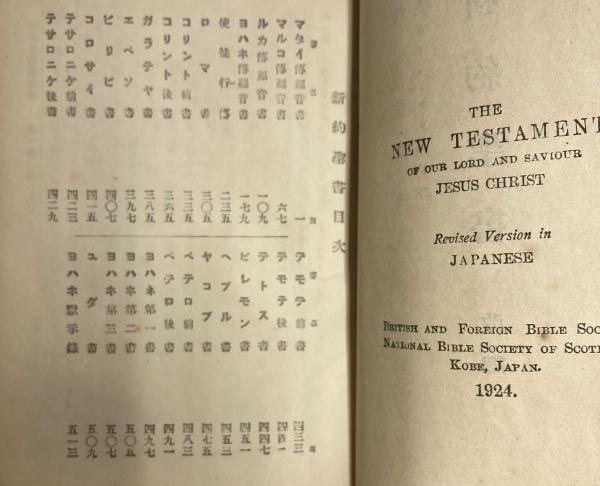 新約聖書目次
マタイ傳福音書 一
マルコ傳福音書 六七
ルカ傳福音書 一〇九
ヨハネ傳福音書 一七九
使徒行傳 二三五
ロマ書 三〇五
コリント前書 三三五
コリント後書 三六五
ガラテヤ書 三八五
エペソ書 三九七
ピリピ書 四〇七
コロサイ書 四一五
テサロニケ前書 四二三
テサロニケ後書 四二九
テモテ前書 四三三
テモテ後書 四四一
テトス書 四四七
ピレモン書 四五一
ヘブル書 四五三
ヤコブ書 四七五
ペテロ前書 四八三
ペテロ後書 四九一
ヨハネ第一書 四九七
ヨハネ第二書 五〇五
ヨハネ第三書 五〇七
ユダ書 五〇九
ヨハネ默示錄 五一三
THE
NEW TESTAMENT
OF OUR LORD AND SAVIOUR
JESUS CHRIST
Revised Version in
JAPANESE
BRITISH AND FOREIGN BIBLE SOC
NATIONAL BIBLE SOCIETY OF SCOT
KOBE, JAPAN.
1924.